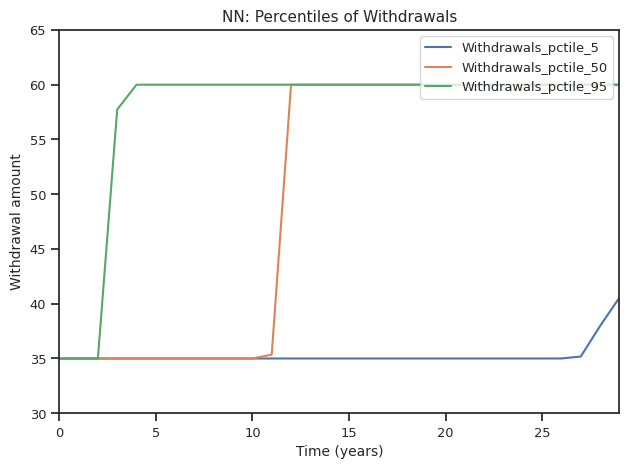 NN: Percentiles of Withdrawals
65
60
55
50
45
40
35
30
Withdrawal amount
Withdrawals_pctile_5
Withdrawals_pctile_50
Withdrawals_pctile_95
0 5 10 15 20 25
Time (years)